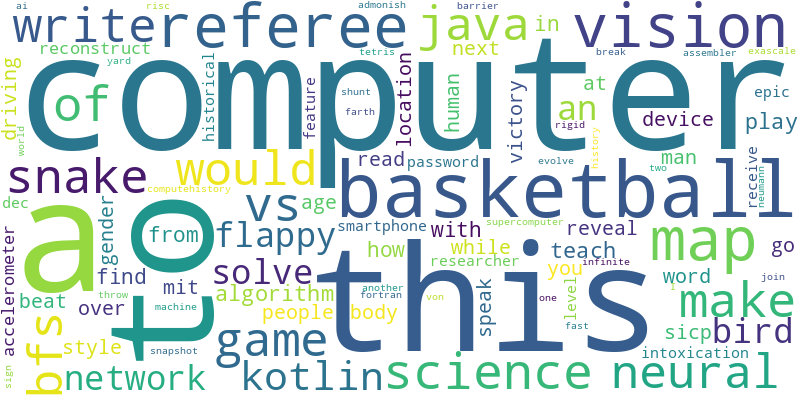 ai risc admonish barrier
write referee java in vision
reconstruct next break assembler exascale
computer
yard tetris
driving of historical feature shunt farth location human an at epic
victory device play
rigid
world snake would read password evolve man two
computehistory history receive neumann
dec a to from vs age basketball
gender flappy smartphone with supercomputer reveal map go
accelerometer find mit solve how while teach word
researcher you infinite
beat over algorithm this level make
throw machine another speak
bfs people body fortran von one sicp bird join
style game fast i
snapshot intoxication
sign network kotlin science neural